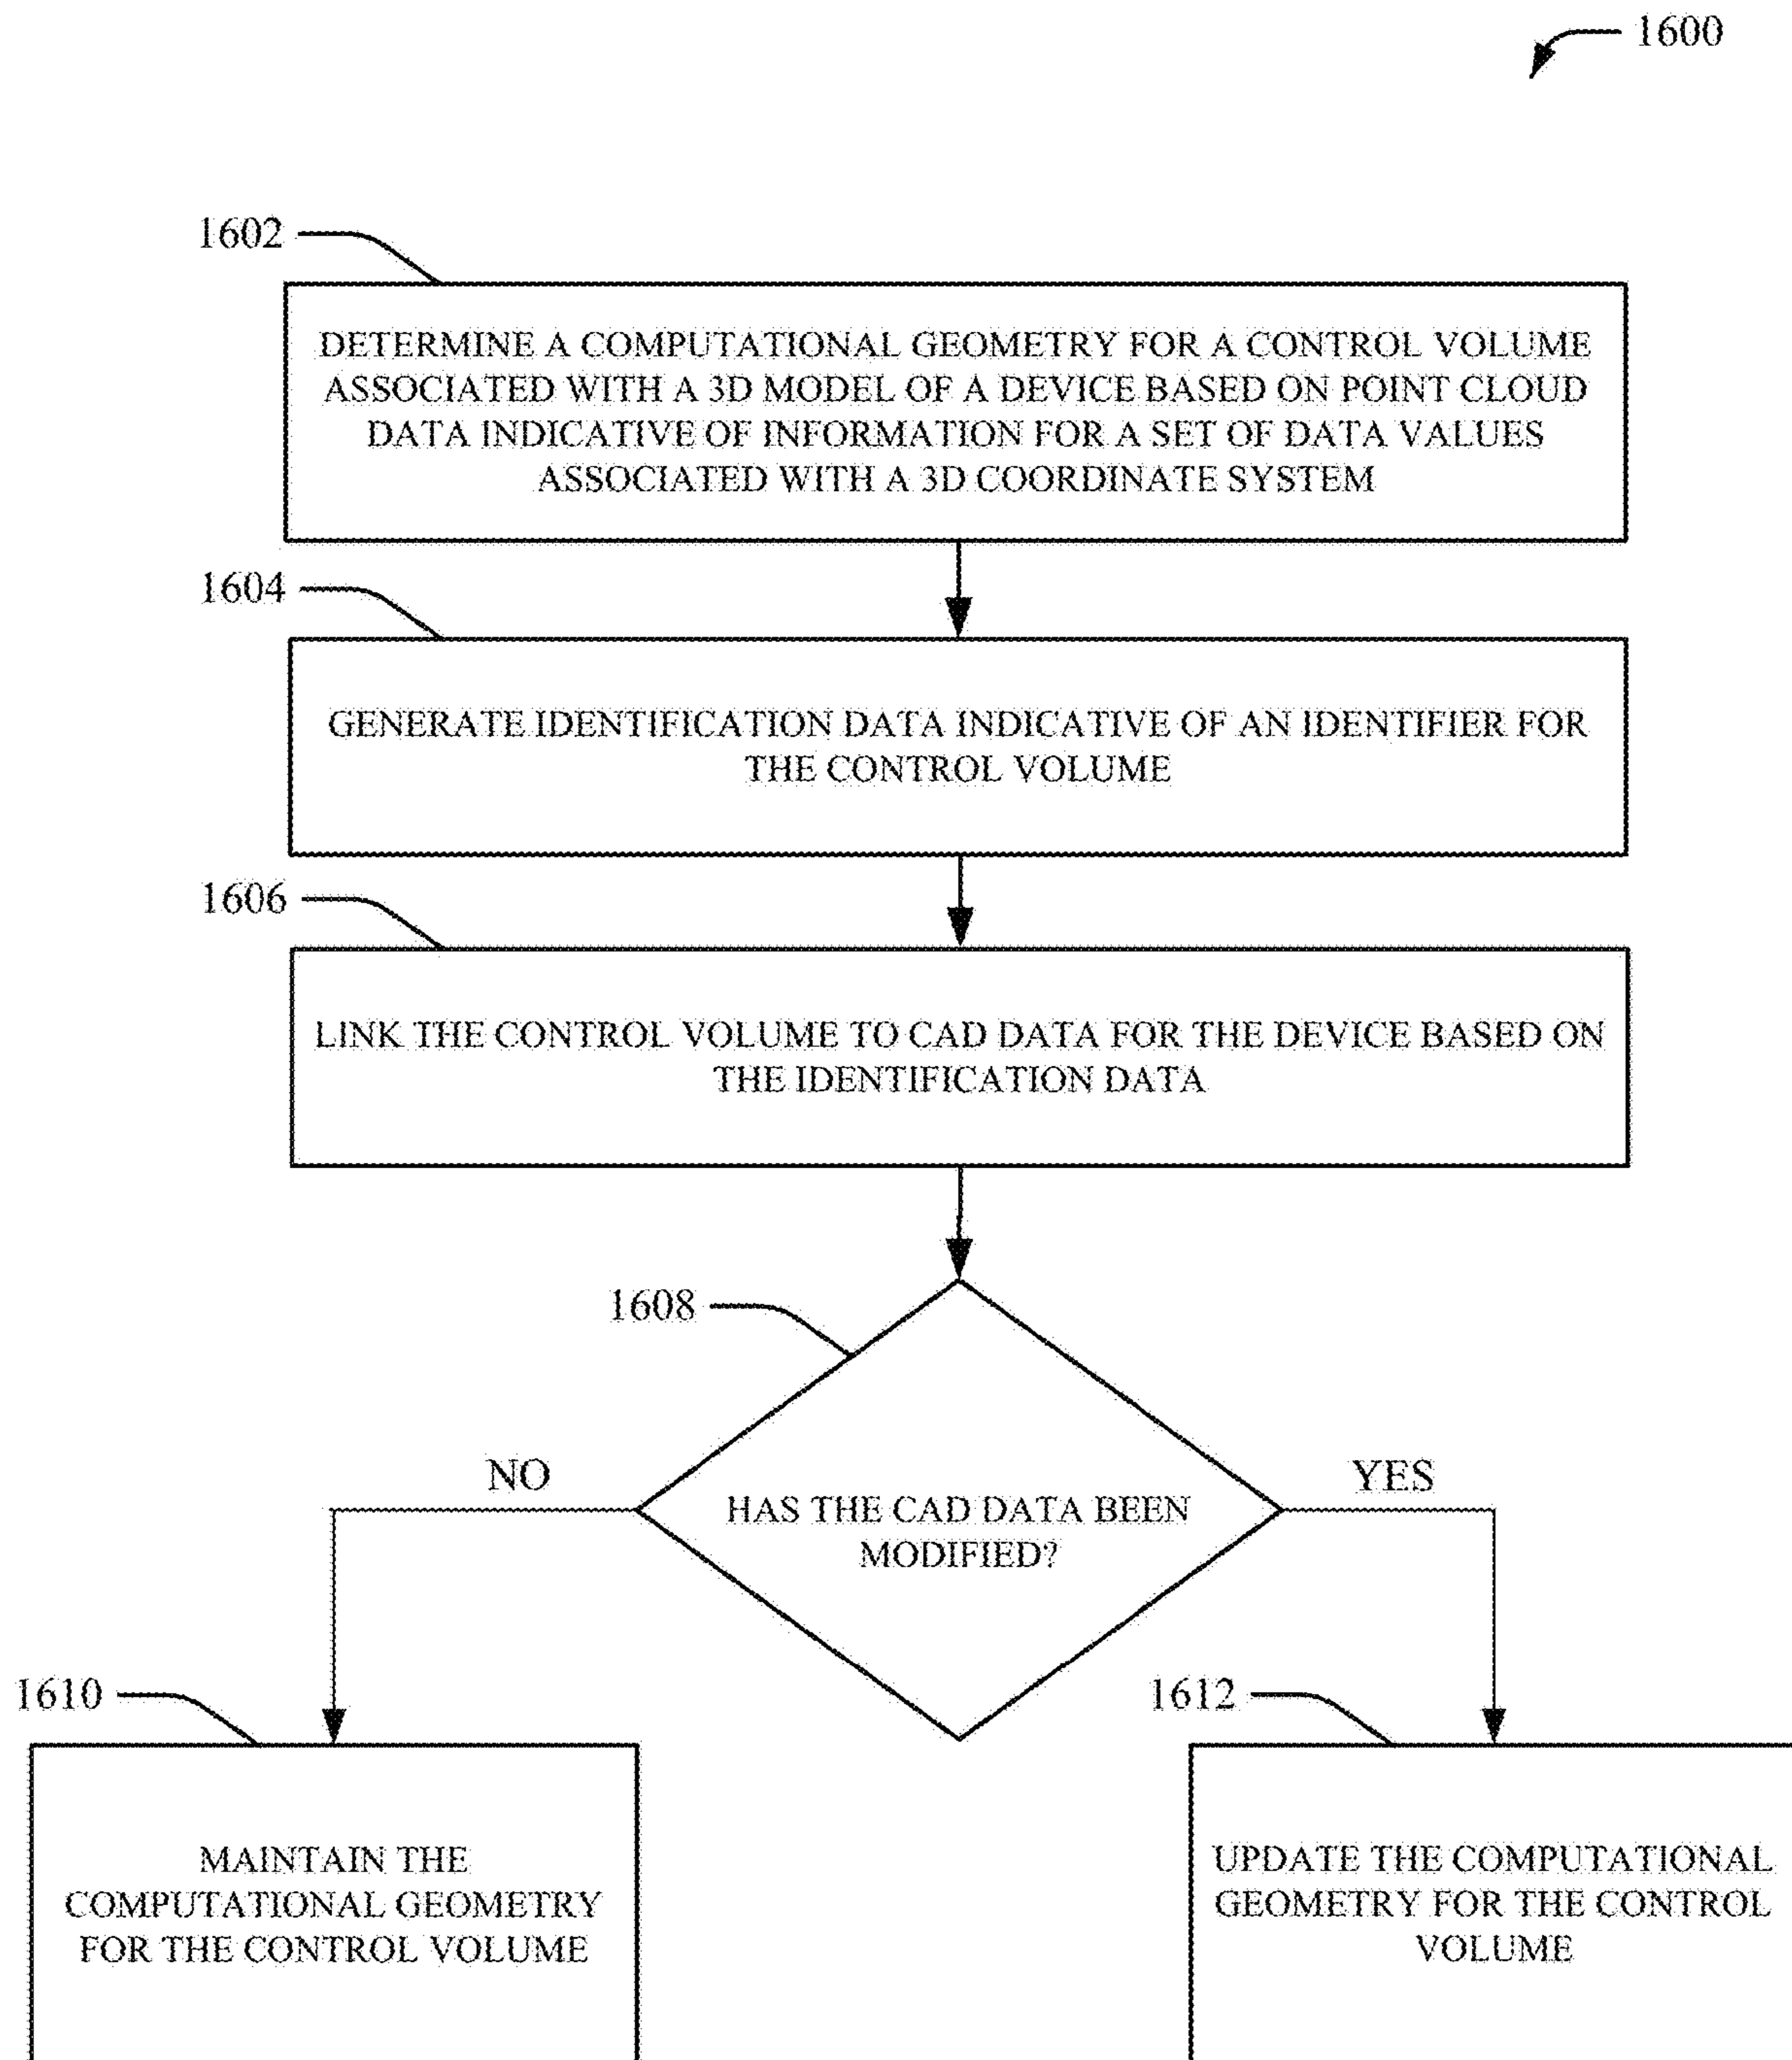 1600
1602
DETERMINE A COMPUTATIONAL GEOMETRY FOR A CONTROL VOLUME
ASSOCIATED WITH A 3D MODEL OF A DEVICE BASED ON POINT CLOUD
DATA INDICATIVE OF INFORMATION FOR A SET OF DATA VALUES
ASSOCIATED WITH A 3D COORDINATE SYSTEM
1604
GENERATE IDENTIFICATION DATA INDICATIVE OF AN IDENTIFIER FOR
THE CONTROL VOLUME
1606
LINK THE CONTROL VOLUME TO CAD DATA FOR THE DEVICE BASED ON
THE IDENTIFICATION DATA
1608
HAS THE CAD DATA BEEN
MODIFIED?
NO
YES
1610
MAINTAIN THE
COMPUTATIONAL GEOMETRY
FOR THE CONTROL VOLUME
1612
UPDATE THE COMPUTATIONAL
GEOMETRY FOR THE CONTROL
VOLUME